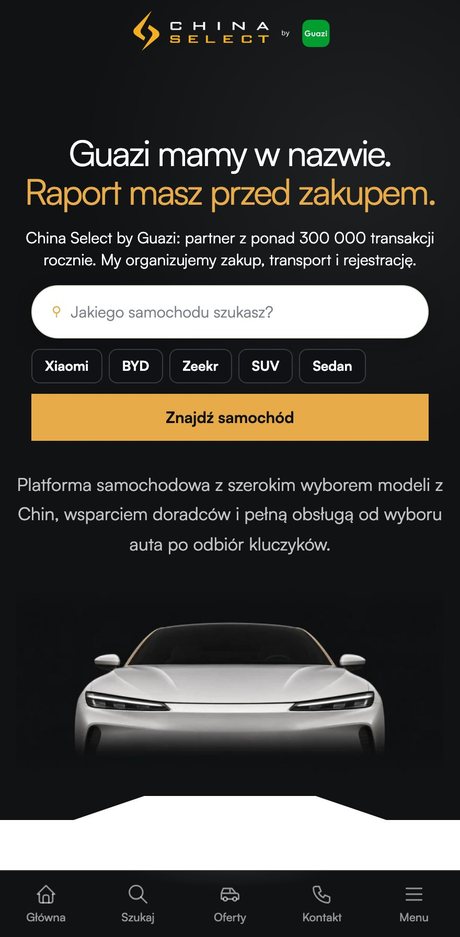 CHINA
SELECT
by
Guazi
Guazi mamy w nazwie.
Raport masz przed zakupem.
China Select by Guazi: partner z ponad 300 000 transakcji
rocznie. My organizujemy zakup, transport i rejestrację.
Jakiego samochodu szukasz?
Xiaomi BYD Zeekr SUV Sedan
Znajdź samochód
Platforma samochodowa z szerokim wyborem modeli z
Chin, wsparciem doradców i pełną obsługą od wyboru
auta po odbiór kluczyków.
Główna Szukaj Oferty Kontakt Menu